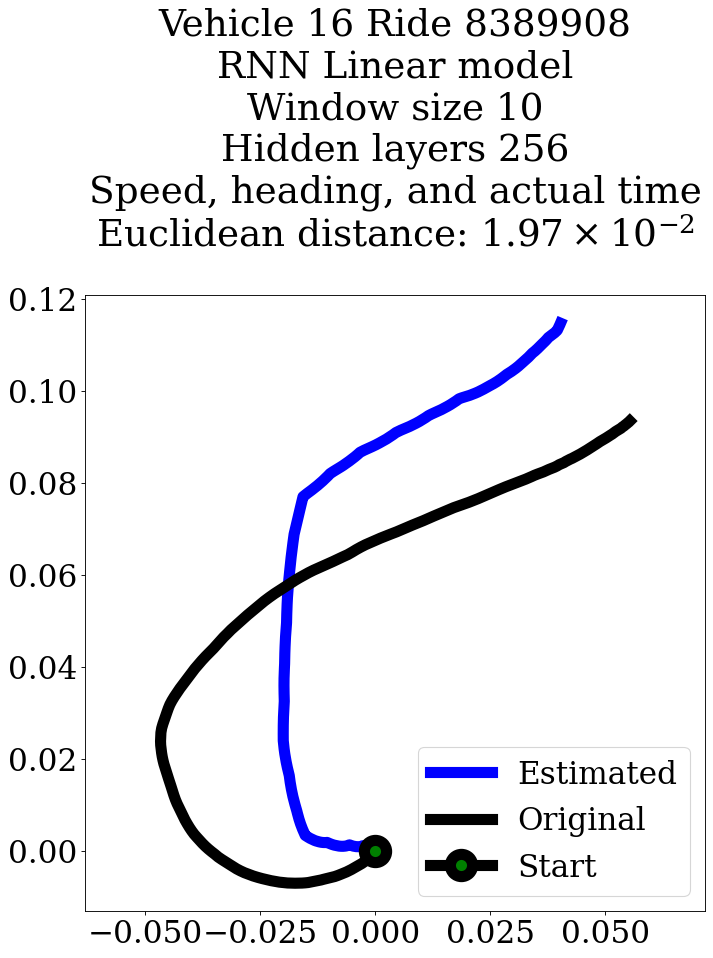 Vehicle 16 Ride 8389908
RNN Linear model
Window size 10
Hidden layers 256
Speed, heading, and actual time
Euclidean distance: 1.97 × 10⁻²
0.12
0.10
0.08
0.06
0.04
0.02
0.00
Estimated
Original
Start
−0.050 −0.025 0.000 0.025 0.050